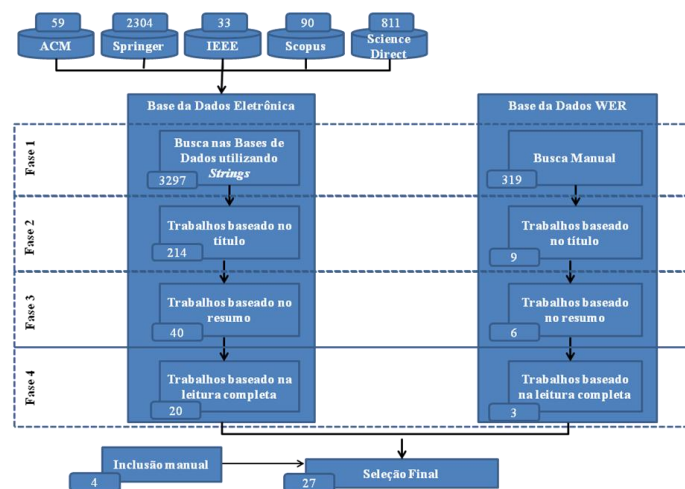 59
2304
33
90
811
ACM
Springer
IEEE
Scopus
Science
Direct
Base da Dados Eletrônica
Base da Dados WER
Fase 1
Busca nas Bases de
Dados utilizando
Strings
3297
Busca Manual
319
Fase 2
Trabalhos baseado no
título
214
Trabalhos baseado
no título
9
Fase 3
Trabalhos baseado no
resumo
40
Trabalhos baseado
no resumo
6
Fase 4
Trabalhos baseado na
leitura completa
20
Trabalhos baseado
na leitura completa
3
Inclusão manual
4
Seleção Final
27